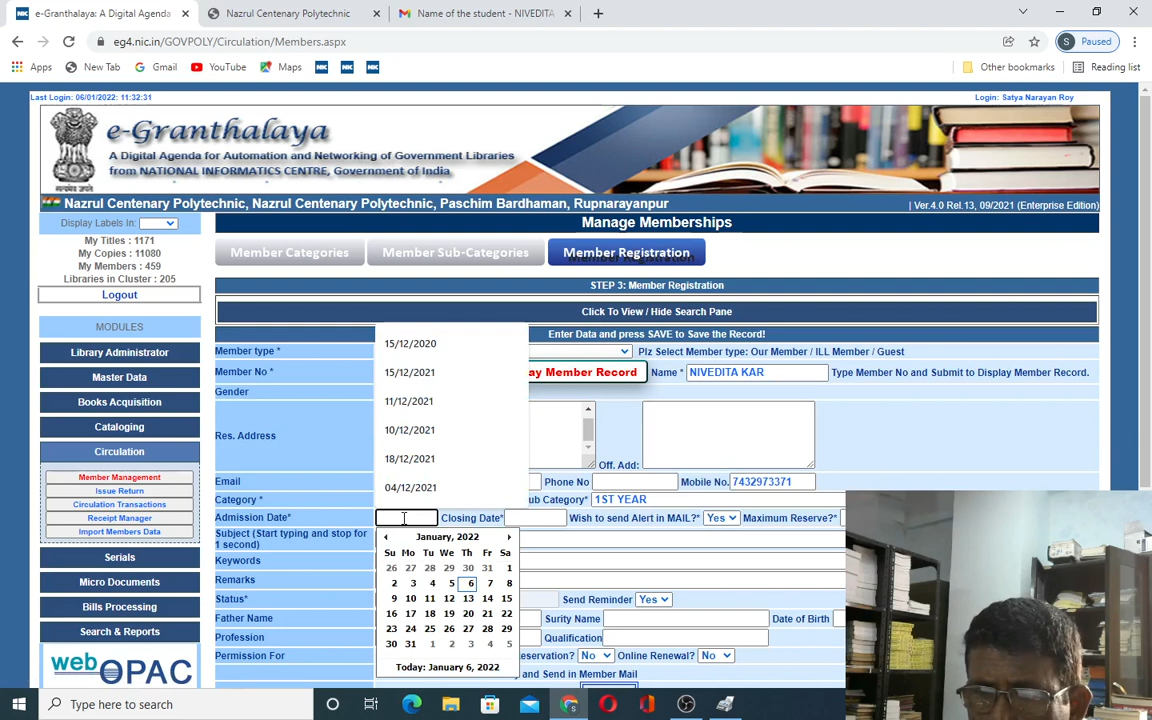 e-Granthalaya: A Digital Agenda
Nazrul Centenary Polytechnic
Name of the student - NIVEDITA
eg4.nic.in/GOVPOLY/Circulation/Members.aspx
S Paused
Apps New Tab Gmail YouTube Maps Other bookmarks Reading list
Last Login: 06/01/2022: 11:32:31 Login: Satya Narayan Roy
e-Granthalaya
A Digital Agenda for Automation and Networking of Government Libraries
from NATIONAL INFORMATICS CENTRE, Government of India
Nazrul Centenary Polytechnic, Nazrul Centenary Polytechnic, Paschim Bardhaman, Rupnarayanpur | Ver.4.0 Rel.13, 09/2021 (Enterprise Edition)
Display Labels In:
My Titles : 1171
My Copies : 11080
My Members : 459
Libraries in Cluster : 205
Logout
MODULES
Library Administrator
Master Data
Books Acquisition
Cataloging
Circulation
Member Management
Issue Return
Circulation Transactions
Receipt Manager
Import Members Data
Serials
Micro Documents
Bills Processing
Search & Reports
web OPAC
Manage Memberships
Member Categories Member Sub-Categories Member Registration
STEP 3: Member Registration
Click To View / Hide Search Pane
Enter Data and press SAVE to Save the Record!
Member type * Plz Select Member type: Our Member / ILL Member / Guest
Member No * ay Member Record Name * NIVEDITA KAR Type Member No and Submit to Display Member Record.
Gender
Res. Address Off. Add:
Email Phone No Mobile No. 7432973371
Category * ub Category* 1ST YEAR
Admission Date* Closing Date* Wish to send Alert in MAIL?* Yes Maximum Reserve?*
Subject (Start typing and stop for
1 second)
Keywords
Remarks
Status* Send Reminder Yes
Father Name Surity Name Date of Birth
Profession Qualification
Permission For eservation? No Online Renewal? No
y and Send in Member Mail
15/12/2020
15/12/2021
11/12/2021
10/12/2021
18/12/2021
04/12/2021
January, 2022
Su Mo Tu We Th Fr Sa
26 27 28 29 30 31 1
2 3 4 5 6 7 8
9 10 11 12 13 14 15
16 17 18 19 20 21 22
23 24 25 26 27 28 29
30 31 1 2 3 4 5
Today: January 6, 2022
Type here to search